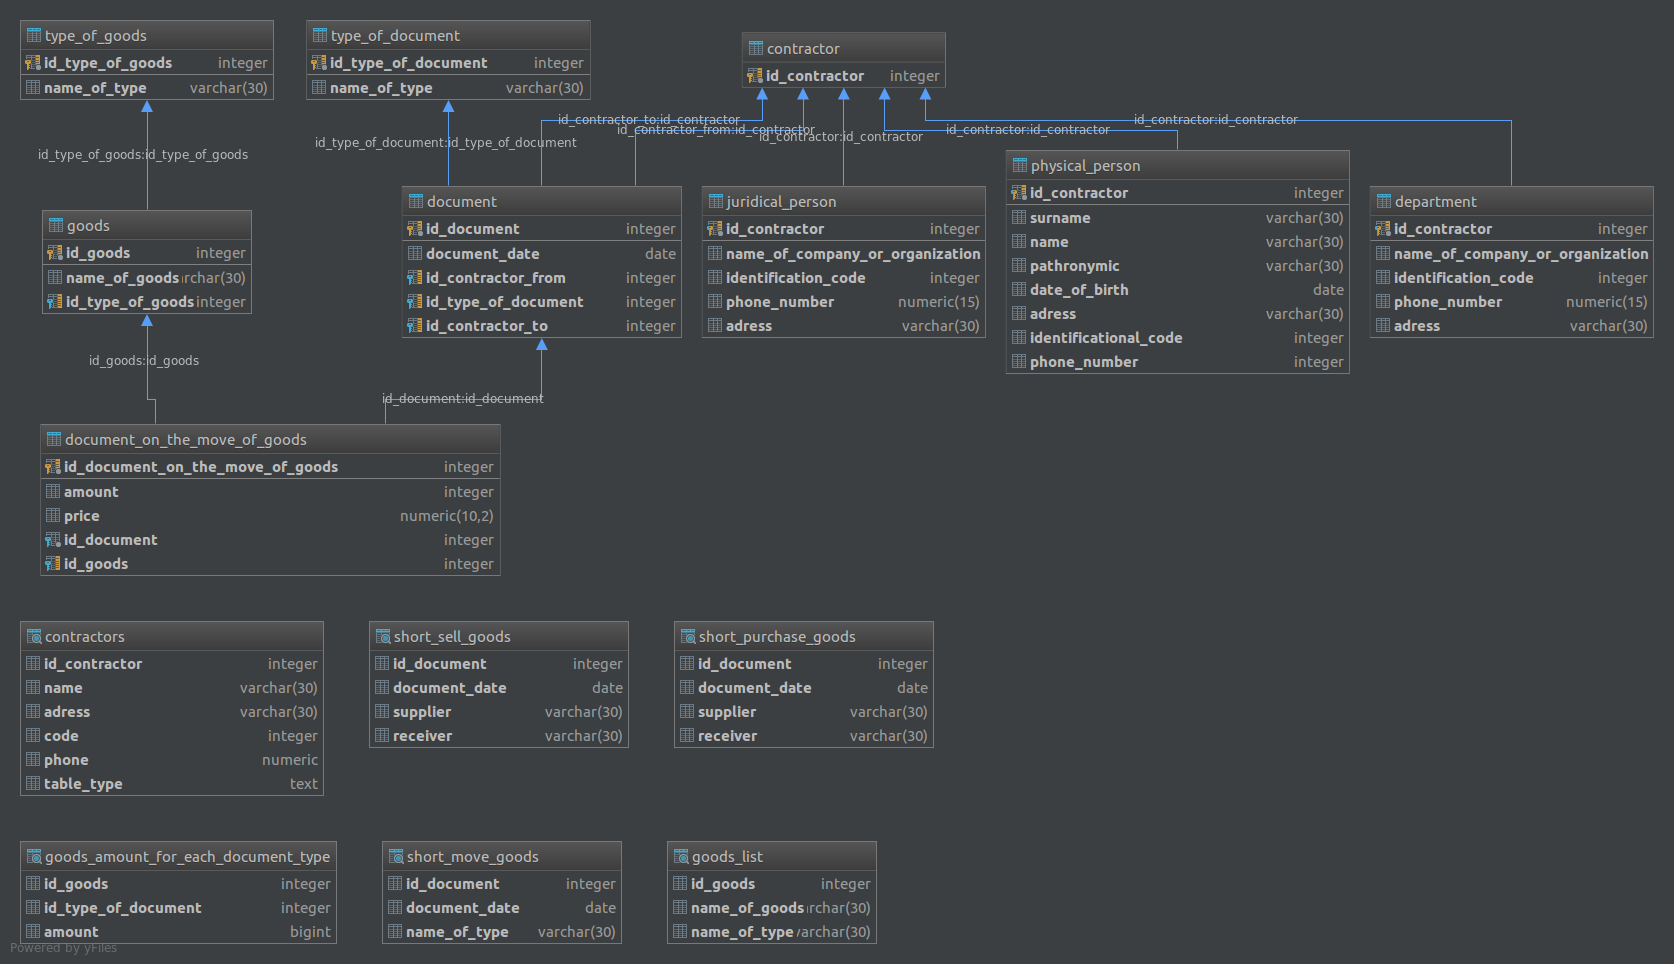 type_of_goods
id_type_of_goods integer
name_of_type varchar(30)
type_of_document
id_type_of_document integer
name_of_type varchar(30)
contractor
id_contractor integer
id_contractor_to:id_contractor
id_contractor_from:id_contractor
id_contractor:id_contractor
id_contractor:id_contractor
id_contractor:id_contractor
id_type_of_document:id_type_of_document
id_type_of_goods:id_type_of_goods
goods
id_goods integer
name_of_goods rchar(30)
id_type_of_goods integer
document
id_document integer
document_date date
id_contractor_from integer
id_type_of_document integer
id_contractor_to integer
juridical_person
id_contractor integer
name_of_company_or_organization
identification_code integer
phone_number numeric(15)
adress varchar(30)
physical_person
id_contractor integer
surname varchar(30)
name varchar(30)
pathronymic varchar(30)
date_of_birth date
adress varchar(30)
identificational_code integer
phone_number integer
department
id_contractor integer
name_of_company_or_organization
identification_code integer
phone_number numeric(15)
adress varchar(30)
id_goods:id_goods
id_document:id_document
document_on_the_move_of_goods
id_document_on_the_move_of_goods integer
amount integer
price numeric(10,2)
id_document integer
id_goods integer
contractors
id_contractor integer
name varchar(30)
adress varchar(30)
code integer
phone numeric
table_type text
short_sell_goods
id_document integer
document_date date
supplier varchar(30)
receiver varchar(30)
short_purchase_goods
id_document integer
document_date date
supplier varchar(30)
receiver varchar(30)
goods_amount_for_each_document_type
id_goods integer
id_type_of_document integer
amount bigint
short_move_goods
id_document integer
document_date date
name_of_type varchar(30)
goods_list
id_goods integer
name_of_goods rchar(30)
name_of_type archar(30)
Powered by yFiles